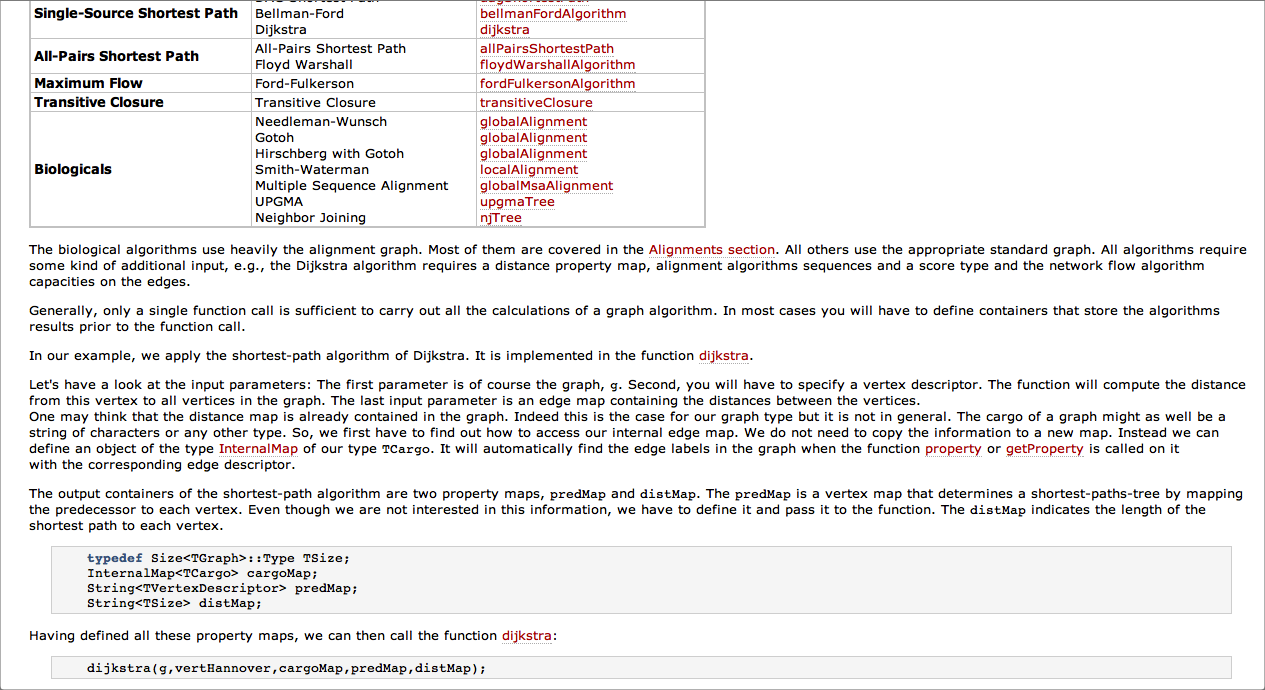 Single-Source Shortest Path
Bellman-Ford
bellmanFordAlgorithm
Dijkstra
dijkstra
All-Pairs Shortest Path
All-Pairs Shortest Path
allPairsShortestPath
Floyd Warshall
floydWarshallAlgorithm
Maximum Flow
Ford-Fulkerson
fordFulkersonAlgorithm
Transitive Closure
Transitive Closure
transitiveClosure
Biologicals
Needleman-Wunsch
globalAlignment
Gotoh
globalAlignment
Hirschberg with Gotoh
globalAlignment
Smith-Waterman
localAlignment
Multiple Sequence Alignment
globalMsaAlignment
UPGMA
upgmaTree
Neighbor Joining
njTree
The biological algorithms use heavily the alignment graph. Most of them are covered in the Alignments section. All others use the appropriate standard graph. All algorithms require
some kind of additional input, e.g., the Dijkstra algorithm requires a distance property map, alignment algorithms sequences and a score type and the network flow algorithm
capacities on the edges.
Generally, only a single function call is sufficient to carry out all the calculations of a graph algorithm. In most cases you will have to define containers that store the algorithms
results prior to the function call.
In our example, we apply the shortest-path algorithm of Dijkstra. It is implemented in the function dijkstra.
Let's have a look at the input parameters: The first parameter is of course the graph, g. Second, you will have to specify a vertex descriptor. The function will compute the distance
from this vertex to all vertices in the graph. The last input parameter is an edge map containing the distances between the vertices.
One may think that the distance map is already contained in the graph. Indeed this is the case for our graph type but it is not in general. The cargo of a graph might as well be a
string of characters or any other type. So, we first have to find out how to access our internal edge map. We do not need to copy the information to a new map. Instead we can
define an object of the type InternalMap of our type TCargo. It will automatically find the edge labels in the graph when the function property or getProperty is called on it
with the corresponding edge descriptor.
The output containers of the shortest-path algorithm are two property maps, predMap and distMap. The predMap is a vertex map that determines a shortest-paths-tree by mapping
the predecessor to each vertex. Even though we are not interested in this information, we have to define it and pass it to the function. The distMap indicates the length of the
shortest path to each vertex.
typedef Size<TGraph>::Type TSize;
InternalMap<TCargo> cargoMap;
String<TVertexDescriptor> predMap;
String<TSize> distMap;
Having defined all these property maps, we can then call the function dijkstra:
dijkstra(g,vertHannover,cargoMap,predMap,distMap);